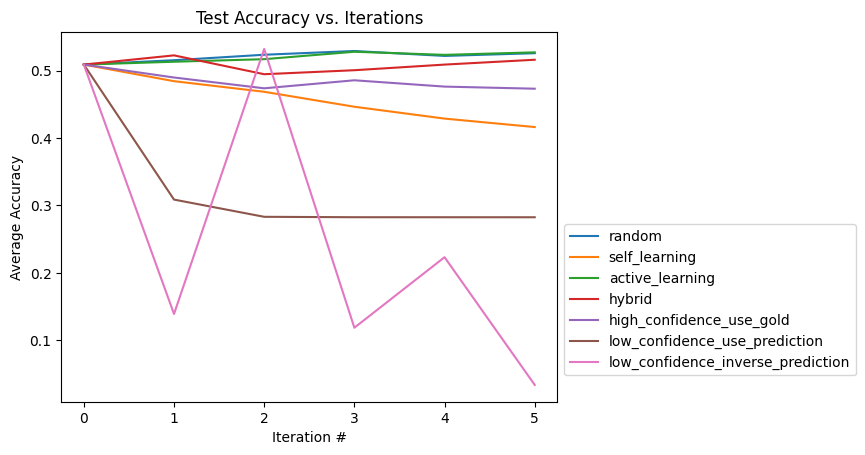 Test Accuracy vs. Iterations
Average Accuracy
0.5
0.4
0.3
0.2
0.1
0 1 2 3 4 5
Iteration #
random
self_learning
active_learning
hybrid
high_confidence_use_gold
low_confidence_use_prediction
low_confidence_inverse_prediction